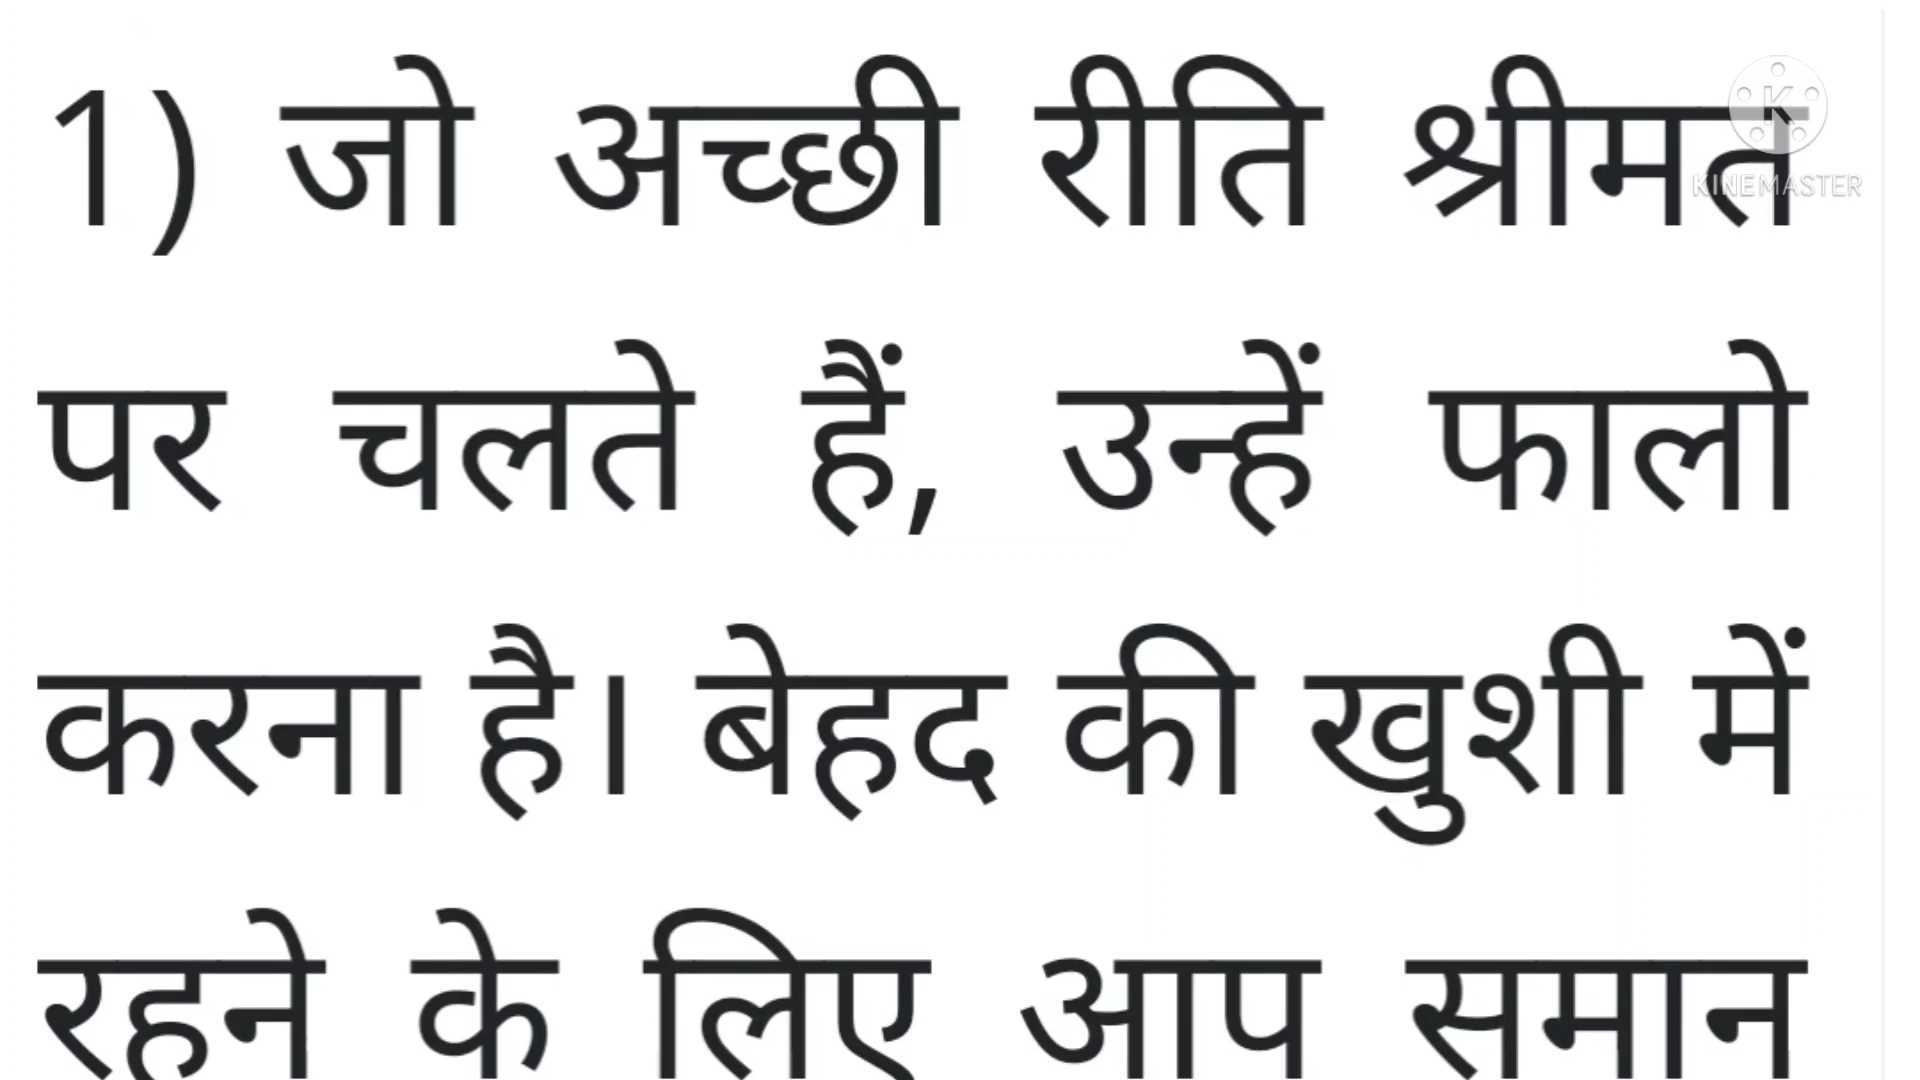 1) जो अच्छी रीति श्रीमत
पर चलते हैं, उन्हें फालो
करना है। बेहद की खुशी में
रहने के लिए आप समान
K
KINEMASTER